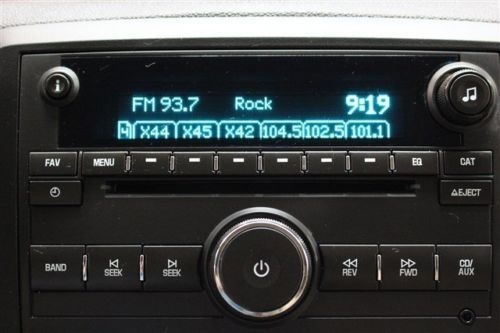 FM 93.7 Rock 9:19
4 X44 X45 X42 104.5 102.5 101.1
FAV MENU EQ CAT
EJECT
BAND SEEK SEEK REV FWD CD/AUX